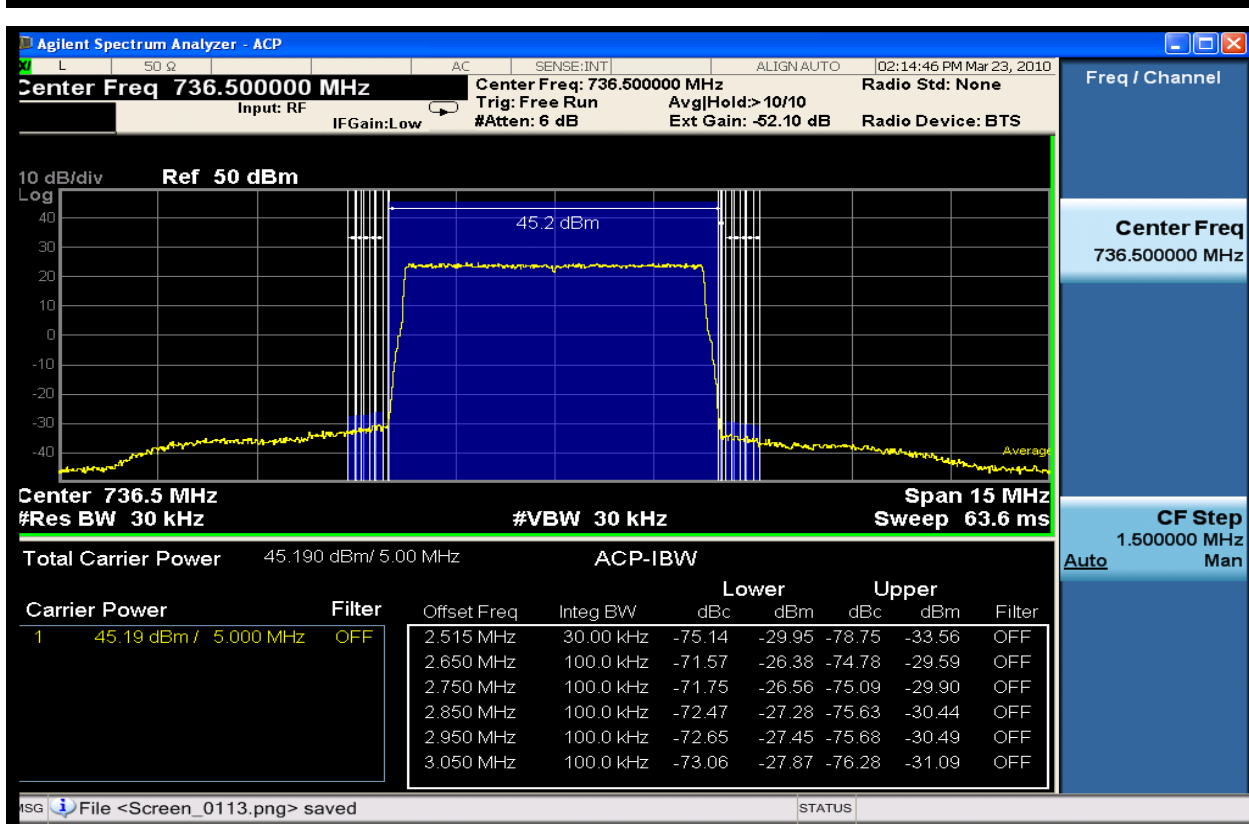 Agilent Spectrum Analyzer - ACP
L 50 Ω AC SENSE:INT ALIGN AUTO 02:14:46 PM Mar 23, 2010
Center Freq 736.500000 MHz
Input: RF
IFGain:Low
Center Freq: 736.500000 MHz
Trig: Free Run Avg|Hold:> 10/10
#Atten: 6 dB Ext Gain: -52.10 dB
Radio Std: None
Radio Device: BTS
Freq / Channel
10 dB/div Ref 50 dBm
Log
40
30
20
10
0
-10
-20
-30
-40
45.2 dBm
Average
Center 736.5 MHz Span 15 MHz
#Res BW 30 kHz #VBW 30 kHz Sweep 63.6 ms
Center Freq
736.500000 MHz
CF Step
1.500000 MHz
Auto Man
Total Carrier Power 45.190 dBm/ 5.00 MHz ACP-IBW
Lower Upper
Carrier Power Filter Offset Freq Integ BW dBc dBm dBc dBm Filter
1 45.19 dBm / 5.000 MHz OFF 2.515 MHz 30.00 kHz -75.14 -29.95 -78.75 -33.56 OFF
2.650 MHz 100.0 kHz -71.57 -26.38 -74.78 -29.59 OFF
2.750 MHz 100.0 kHz -71.75 -26.56 -75.09 -29.90 OFF
2.850 MHz 100.0 kHz -72.47 -27.28 -75.63 -30.44 OFF
2.950 MHz 100.0 kHz -72.65 -27.45 -75.68 -30.49 OFF
3.050 MHz 100.0 kHz -73.06 -27.87 -76.28 -31.09 OFF
MSG File <Screen_0113.png> saved STATUS